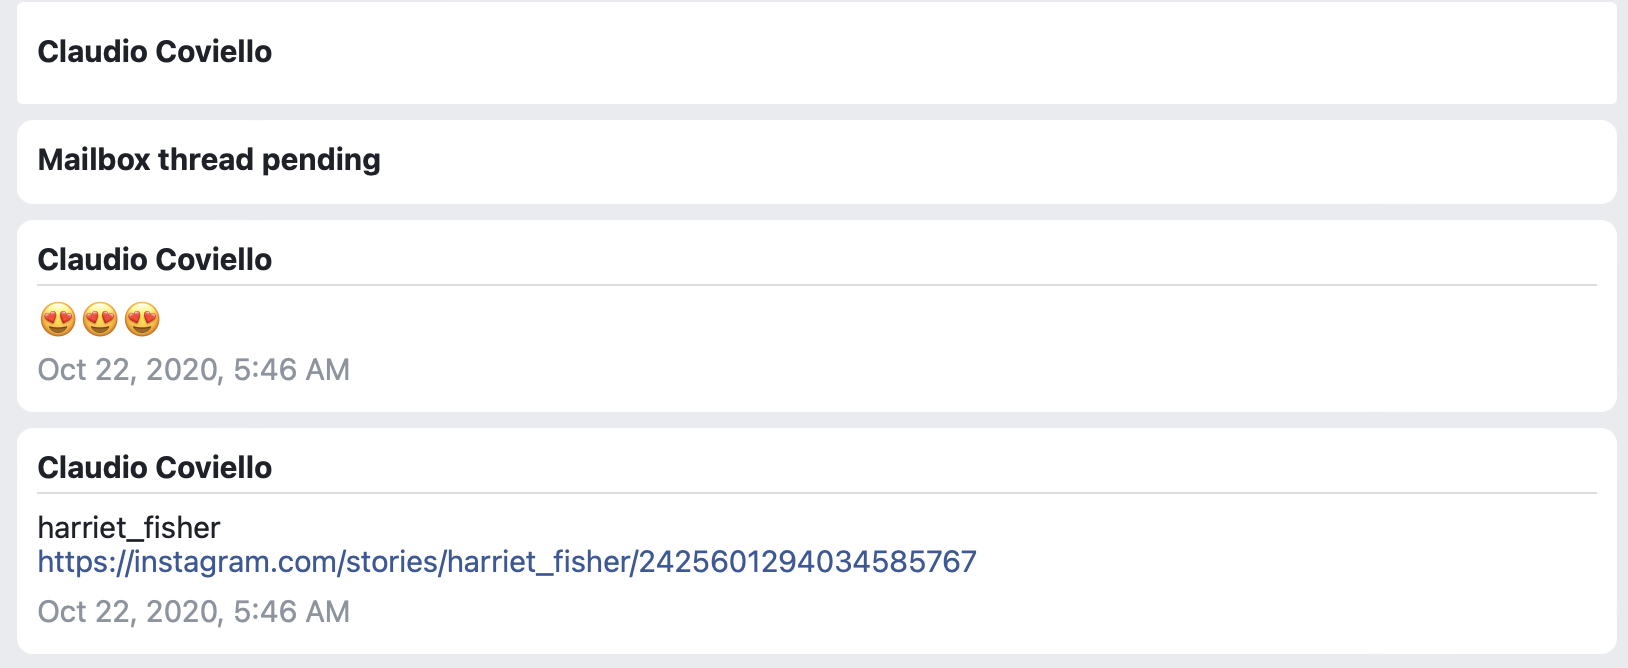 Claudio Coviello
Mailbox thread pending
Claudio Coviello
😍😍😍
Oct 22, 2020, 5:46 AM
Claudio Coviello
harriet_fisher
https://instagram.com/stories/harriet_fisher/2425601294034585767
Oct 22, 2020, 5:46 AM